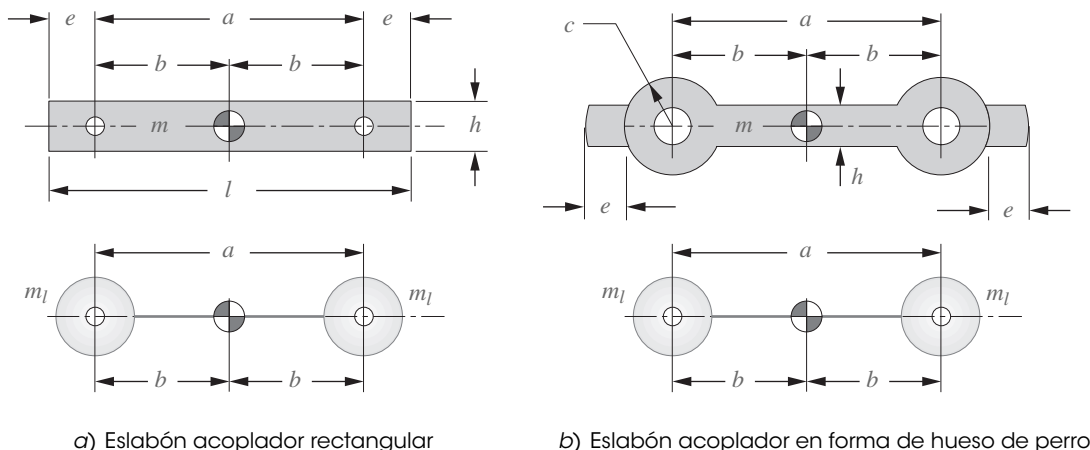 e a e
b b
m
h
l
a
m_l m_l
b b
a) Eslabón acoplador rectangular
c a
b b
m
h
e e
a
m_l m_l
b b
b) Eslabón acoplador en forma de hueso de perro